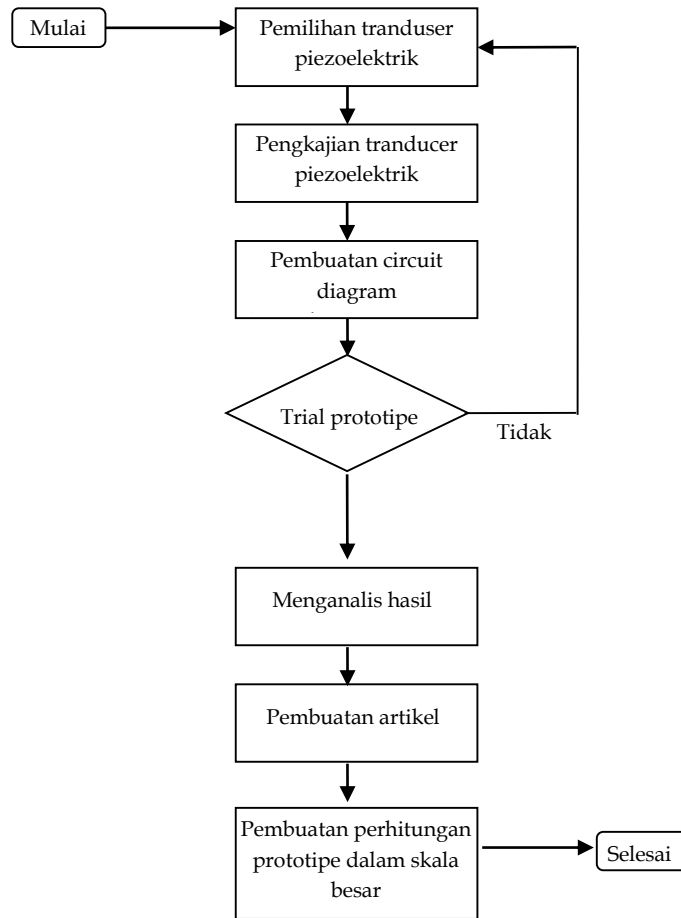 Mulai
Pemilihan tranduser
piezoelektrik
Pengkajian tranducer
piezoelektrik
Pembuatan circuit
diagram
Trial prototipe
Tidak
Menganalis hasil
Pembuatan artikel
Pembuatan perhitungan
prototipe dalam skala
besar
Selesai